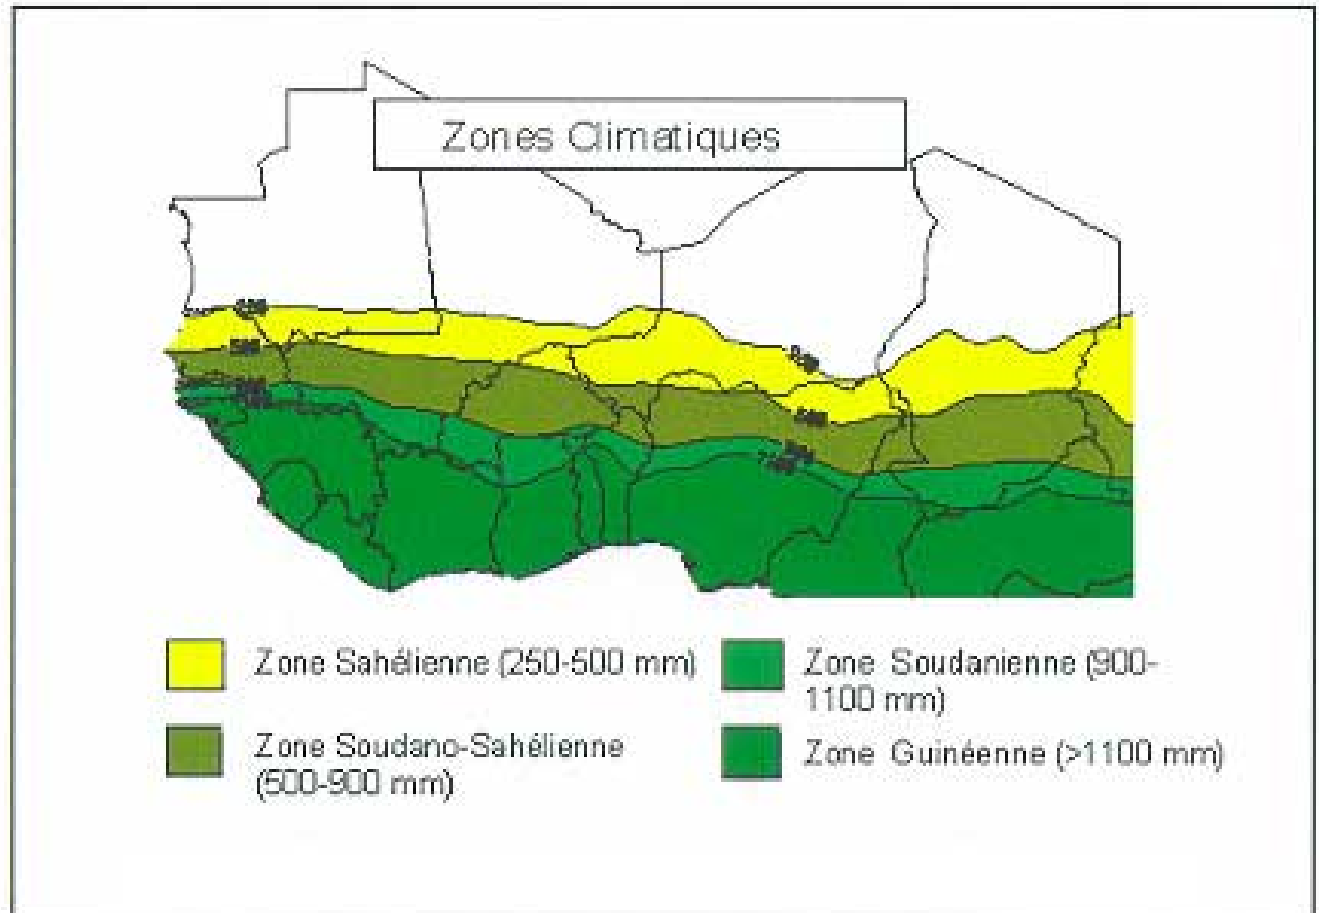 Zones Climatiques
Zone Sahélienne (250-500 mm)
Zone Soudano-Sahélienne
(500-900 mm)
Zone Soudanienne (900-
1100 mm)
Zone Guinéenne (>1100 mm)